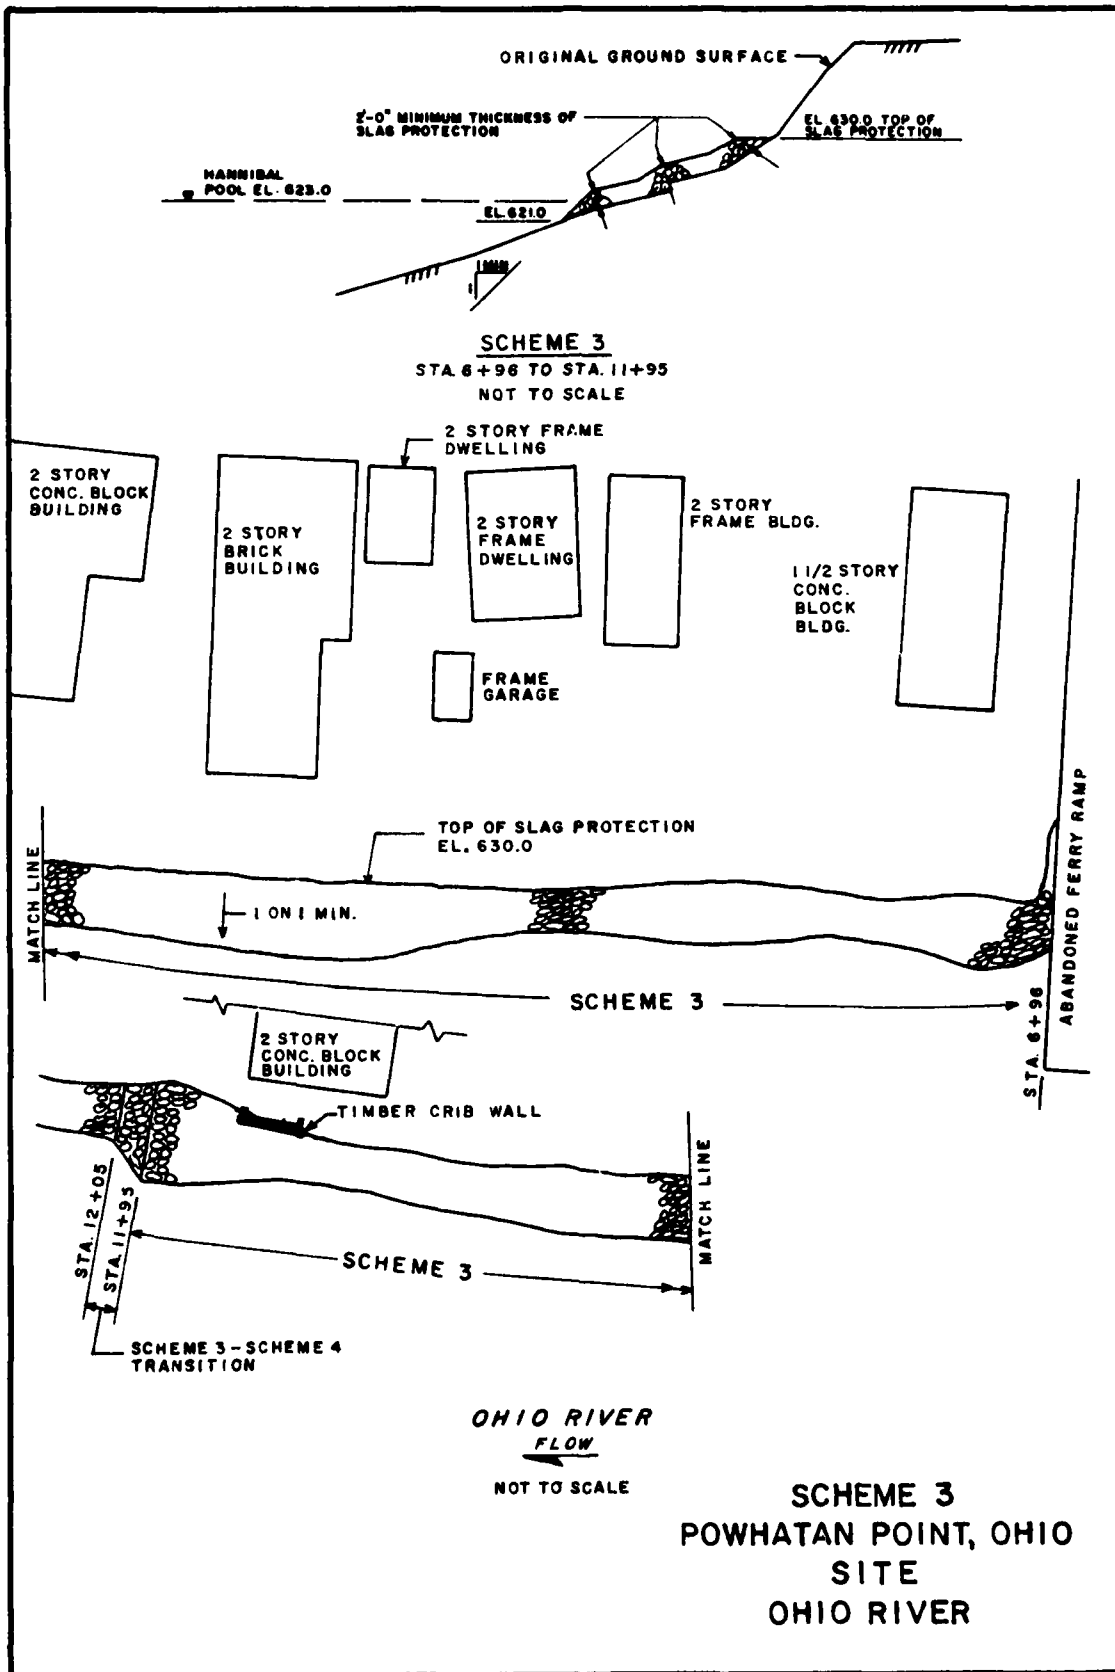 ORIGINAL GROUND SURFACE
2'-0" MINIMUM THICKNESS OF
SLAG PROTECTION
EL 630.0 TOP OF
SLAG PROTECTION
HANNIBAL
POOL EL. 623.0
EL. 621.0
1 MIN
1
SCHEME 3
STA. 6+96 TO STA. 11+95
NOT TO SCALE
2 STORY FRAME
DWELLING
2 STORY
CONC. BLOCK
BUILDING
2 STORY
BRICK
BUILDING
2 STORY
FRAME
DWELLING
2 STORY
FRAME BLDG.
1 1/2 STORY
CONC.
BLOCK
BLDG.
FRAME
GARAGE
TOP OF SLAG PROTECTION
EL. 630.0
MATCH LINE
1 ON 1 MIN.
ABANDONED FERRY RAMP
SCHEME 3
STA. 6+96
2 STORY
CONC. BLOCK
BUILDING
TIMBER CRIB WALL
MATCH LINE
STA. 12+05
STA. 11+95
SCHEME 3
SCHEME 3-SCHEME 4
TRANSITION
OHIO RIVER
FLOW
NOT TO SCALE
SCHEME 3
POWHATAN POINT, OHIO
SITE
OHIO RIVER